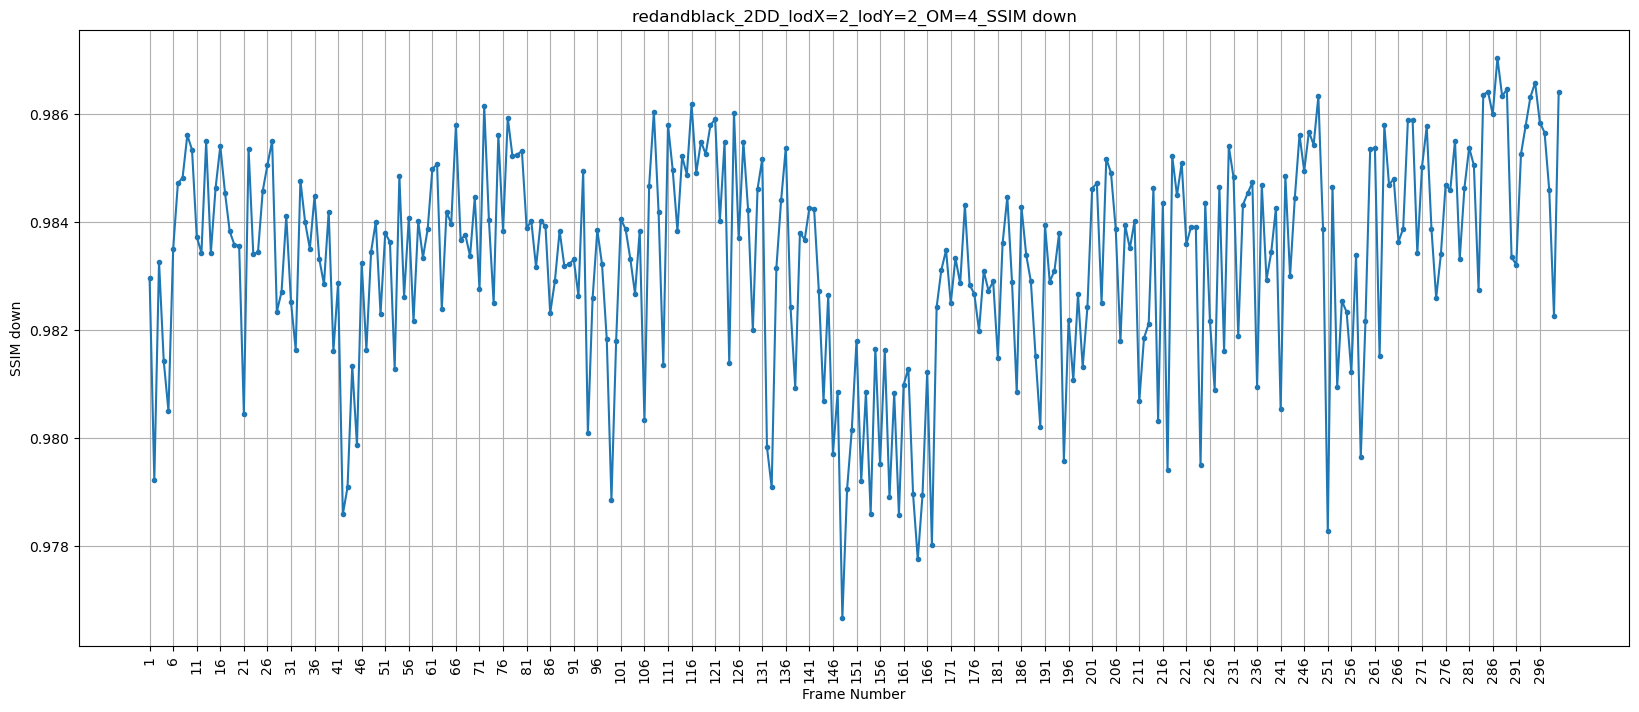 redandblack_2DD_lodX=2_lodY=2_OM=4_SSIM down
SSIM down
0.986
0.984
0.982
0.980
0.978
1 6 11 16 21 26 31 36 41 46 51 56 61 66 71 76 81 86 91 96 101 106 111 116 121 126 131 136 141 146 151 156 161 166 171 176 181 186 191 196 201 206 211 216 221 226 231 236 241 246 251 256 261 266 271 276 281 286 291 296
Frame Number